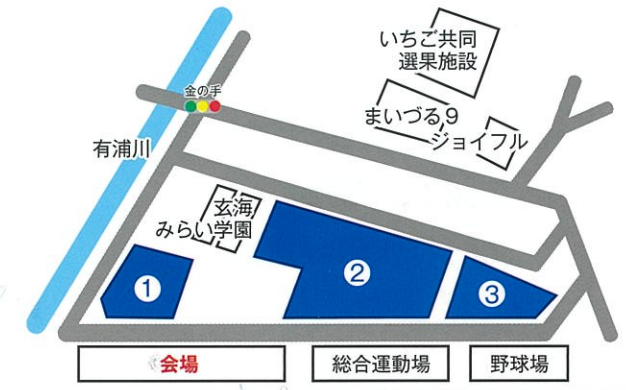 いちご共同
選果施設
金の手
まいづる9
ジョイフル
有浦川
玄海
みらい学園
1
2
3
会場
総合運動場
野球場